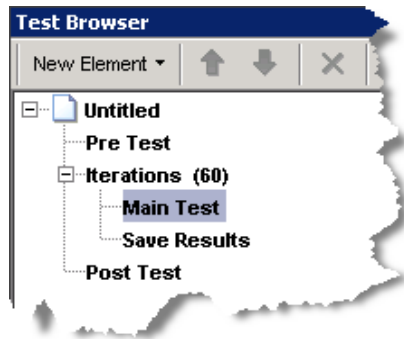 Test Browser
New Element
Untitled
Pre Test
Iterations (60)
Main Test
Save Results
Post Test